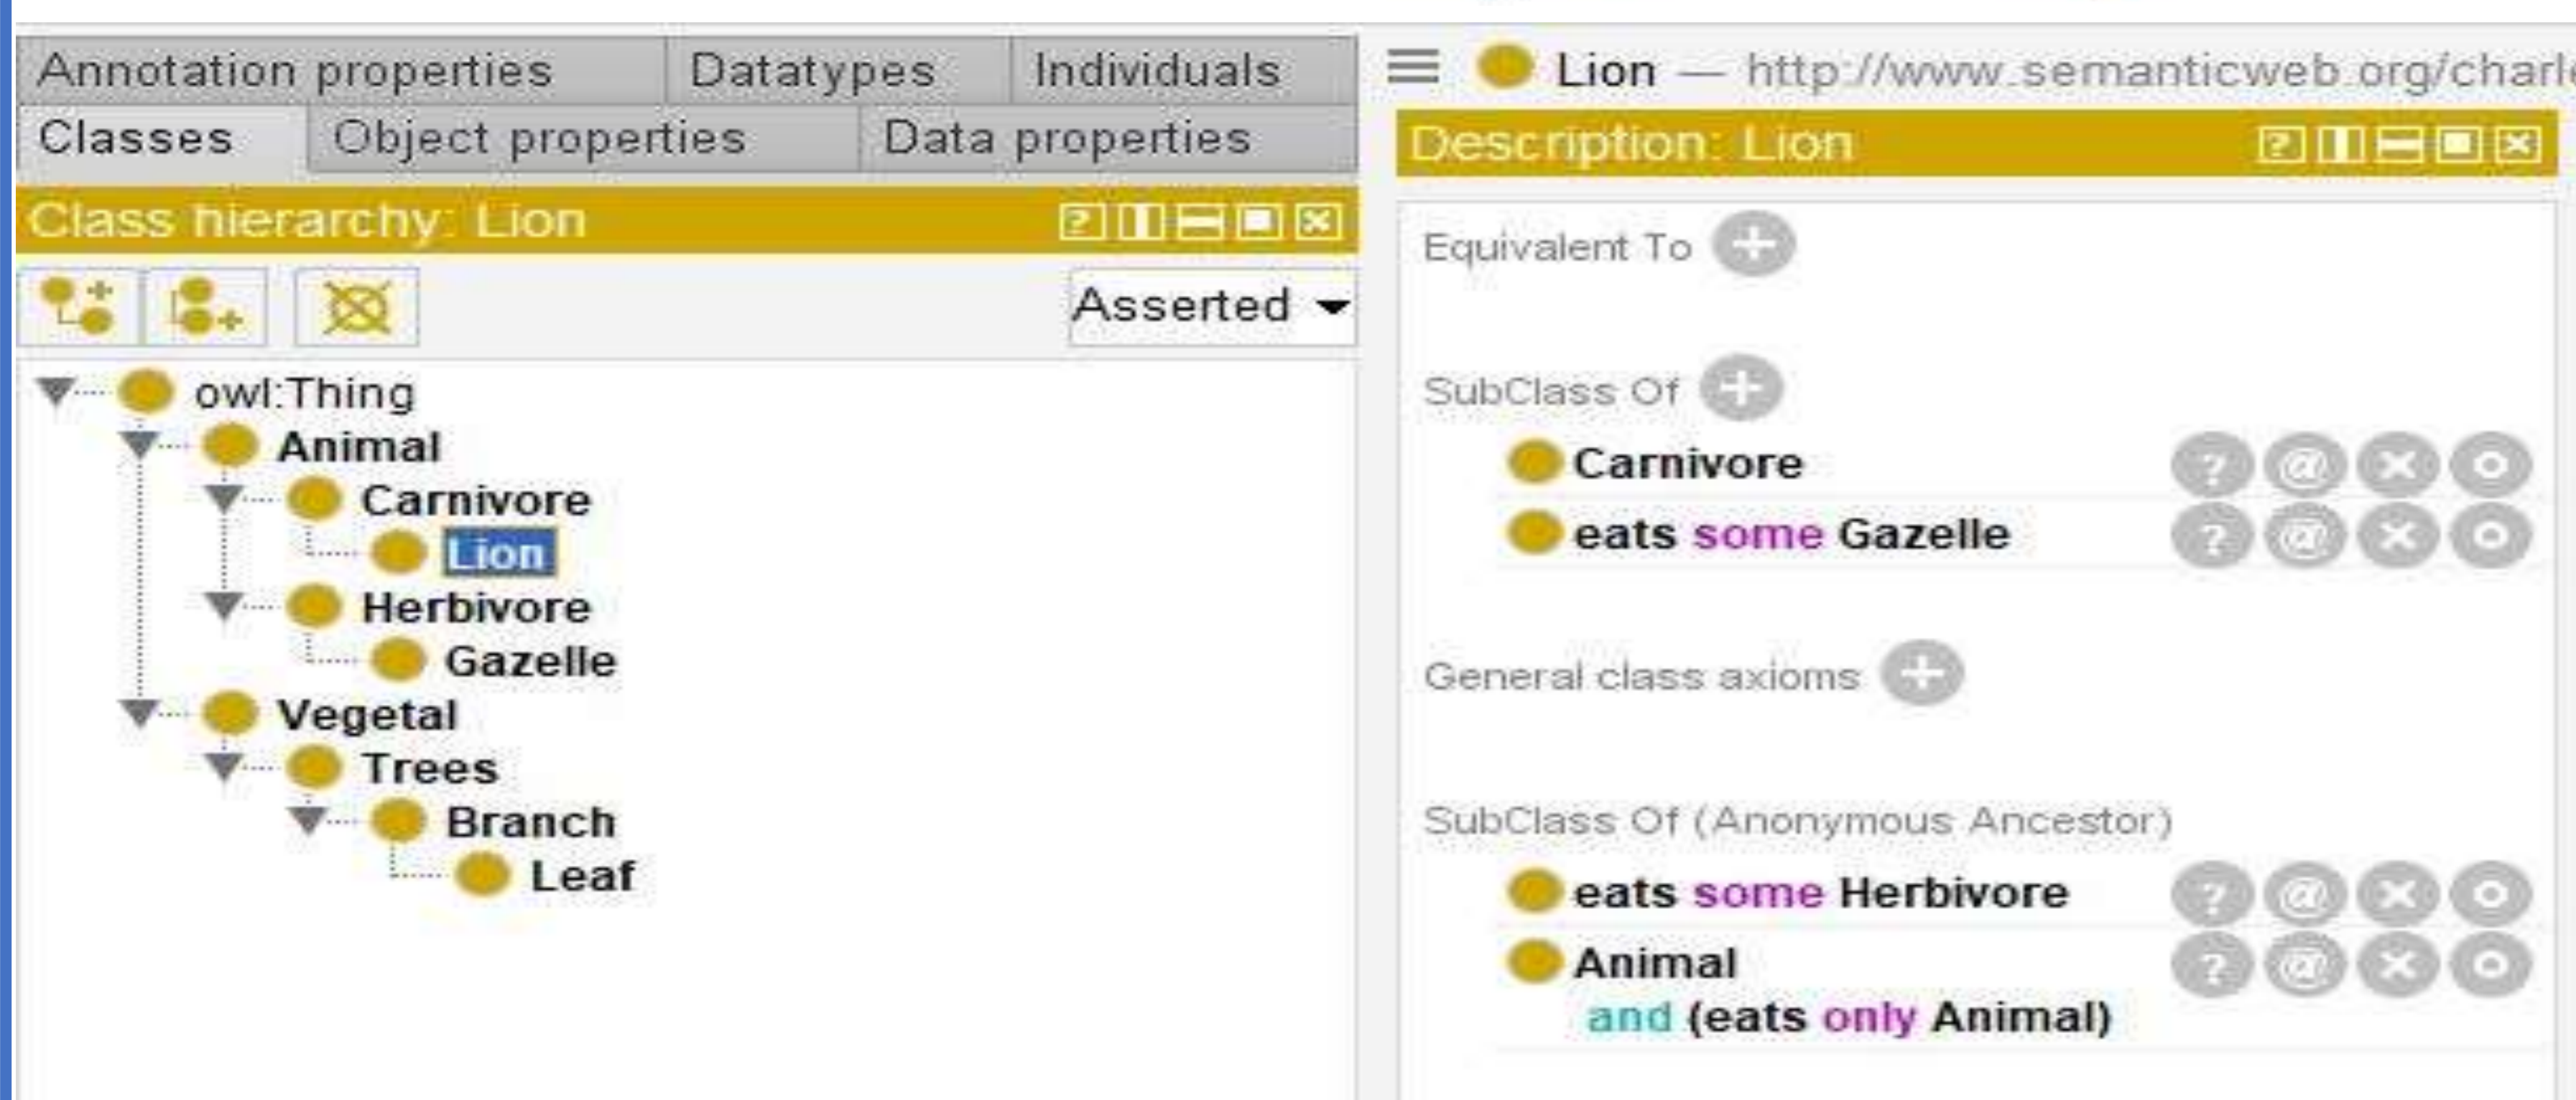 Annotation properties Datatypes Individuals
Classes Object properties Data properties
Class hierarchy: Lion
Asserted
owl:Thing
Animal
Carnivore
Lion
Herbivore
Gazelle
Vegetal
Trees
Branch
Leaf
Lion — http://www.semanticweb.org/charl
Description: Lion
Equivalent To
SubClass Of
Carnivore
eats some Gazelle
General class axioms
SubClass Of (Anonymous Ancestor)
eats some Herbivore
Animal
and (eats only Animal)